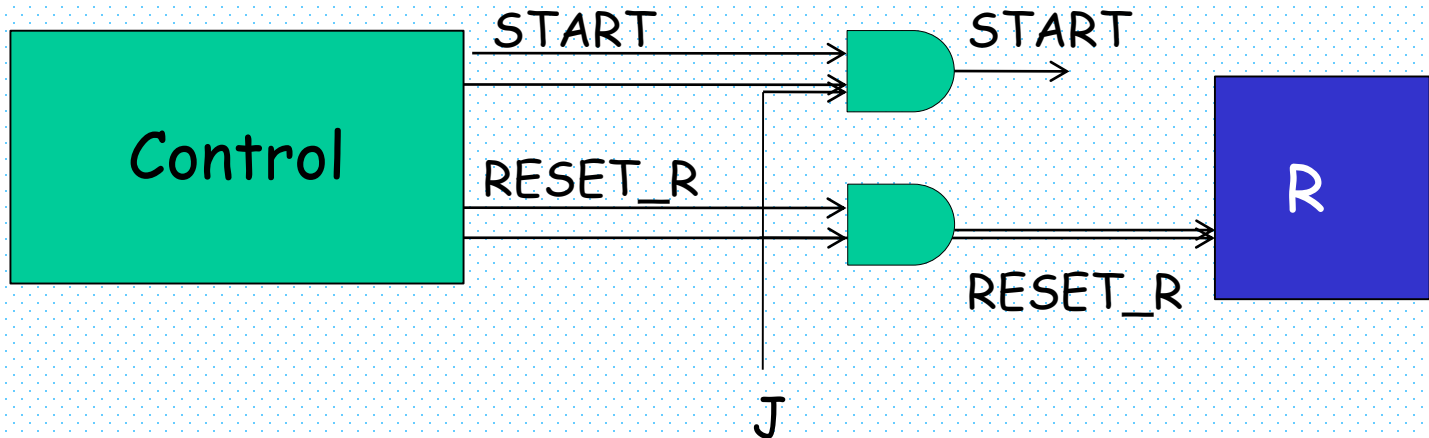 START
START
Control
RESET_R
R
RESET_R
J